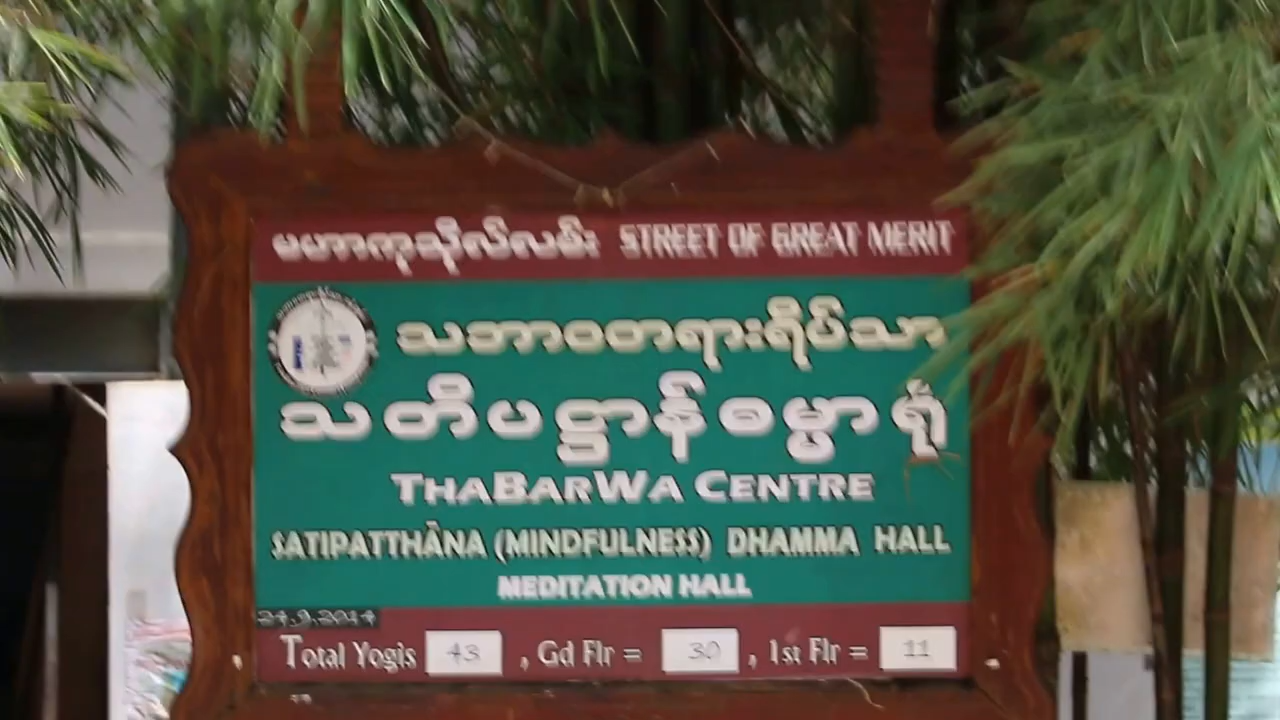 မဟာကုသိုလ်လမ်း STREET OF GREAT MERIT
သဘာဝတရားရိပ်သာ
သတိပဋ္ဌာန်ဓမ္မာရုံ
THABARWA CENTRE
SATIPATTHĀNA (MINDFULNESS) DHAMMA HALL
MEDITATION HALL
Total Yogis 43 , Gd Flr = 30 , 1st Flr = 11